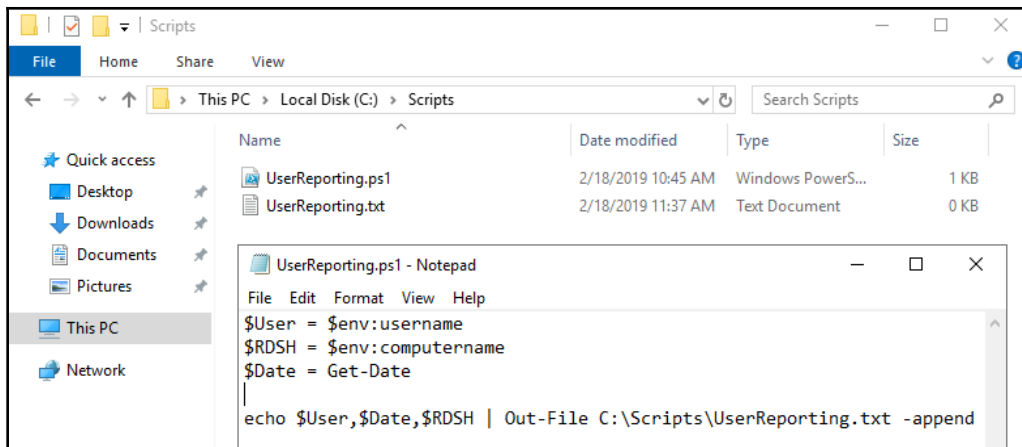 Scripts
File Home Share View
This PC > Local Disk (C:) > Scripts Search Scripts
Name Date modified Type Size
Quick access
UserReporting.ps1 2/18/2019 10:45 AM Windows PowerS... 1 KB
Desktop
UserReporting.txt 2/18/2019 11:37 AM Text Document 0 KB
Downloads
Documents
Pictures
This PC
Network
UserReporting.ps1 - Notepad
File Edit Format View Help
$User = $env:username
$RDSH = $env:computername
$Date = Get-Date
echo $User,$Date,$RDSH | Out-File C:\Scripts\UserReporting.txt -append